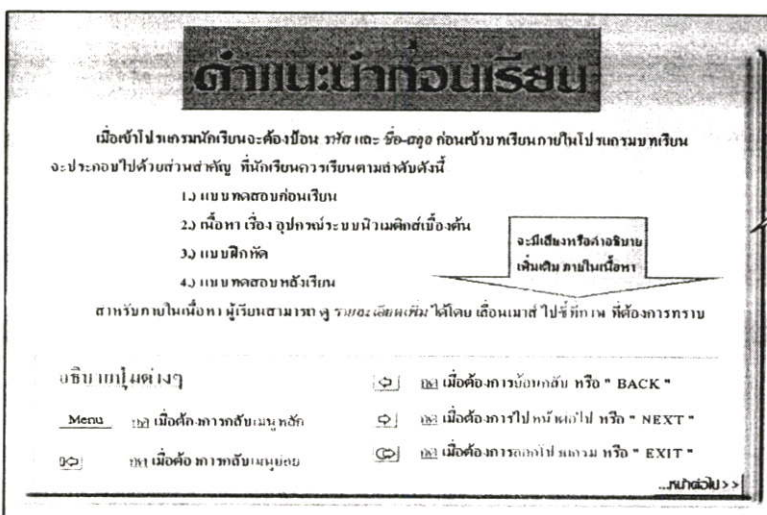 คำแนะนำก่อนเรียน
เมื่อเข้าโปรแกรมนักเรียนจะต้องป้อน รหัส และ ชื่อ-สกุล ก่อนเข้าบทเรียนภายในโปรแกรมบทเรียน
จะประกอบไปด้วยส่วนสำคัญ ที่นักเรียนควรเรียนตามลำดับดังนี้
1.) แบบทดสอบก่อนเรียน
2.) เนื้อหา เรื่อง อุปกรณ์ระบบนิวเมติกส์เบื้องต้น
3.) แบบฝึกหัด
4.) แบบทดสอบหลังเรียน
จะมีเสียงหรือคำอธิบาย
เพิ่มเติม ภายในเนื้อหา
สำหรับภายในเนื้อหา ผู้เรียนสามารถ ดู รายละเอียดเพิ่ม ได้โดย เลื่อนเมาส์ ไปชี้ที่ภาพ ที่ต้องการทราบ
อธิบายปุ่มต่างๆ
Menu กด เมื่อต้องการกลับเมนูหลัก
กด เมื่อต้องการกลับเมนูย่อย
กด เมื่อต้องการย้อนกลับ หรือ " BACK "
กด เมื่อต้องการไปหน้าต่อไป หรือ " NEXT "
กด เมื่อต้องการออกโปรแกรม หรือ " EXIT "
...หน้าต่อไป>>